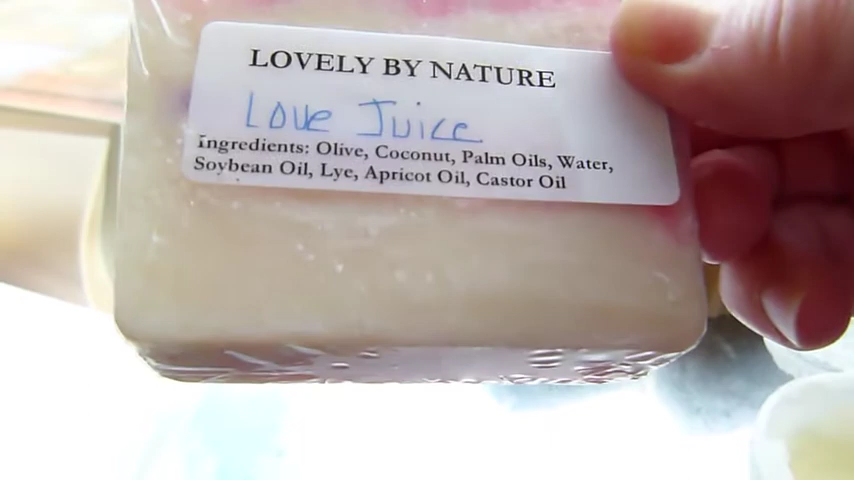 LOVELY BY NATURE
Love Juice
Ingredients: Olive, Coconut, Palm Oils, Water,
Soybean Oil, Lye, Apricot Oil, Castor Oil